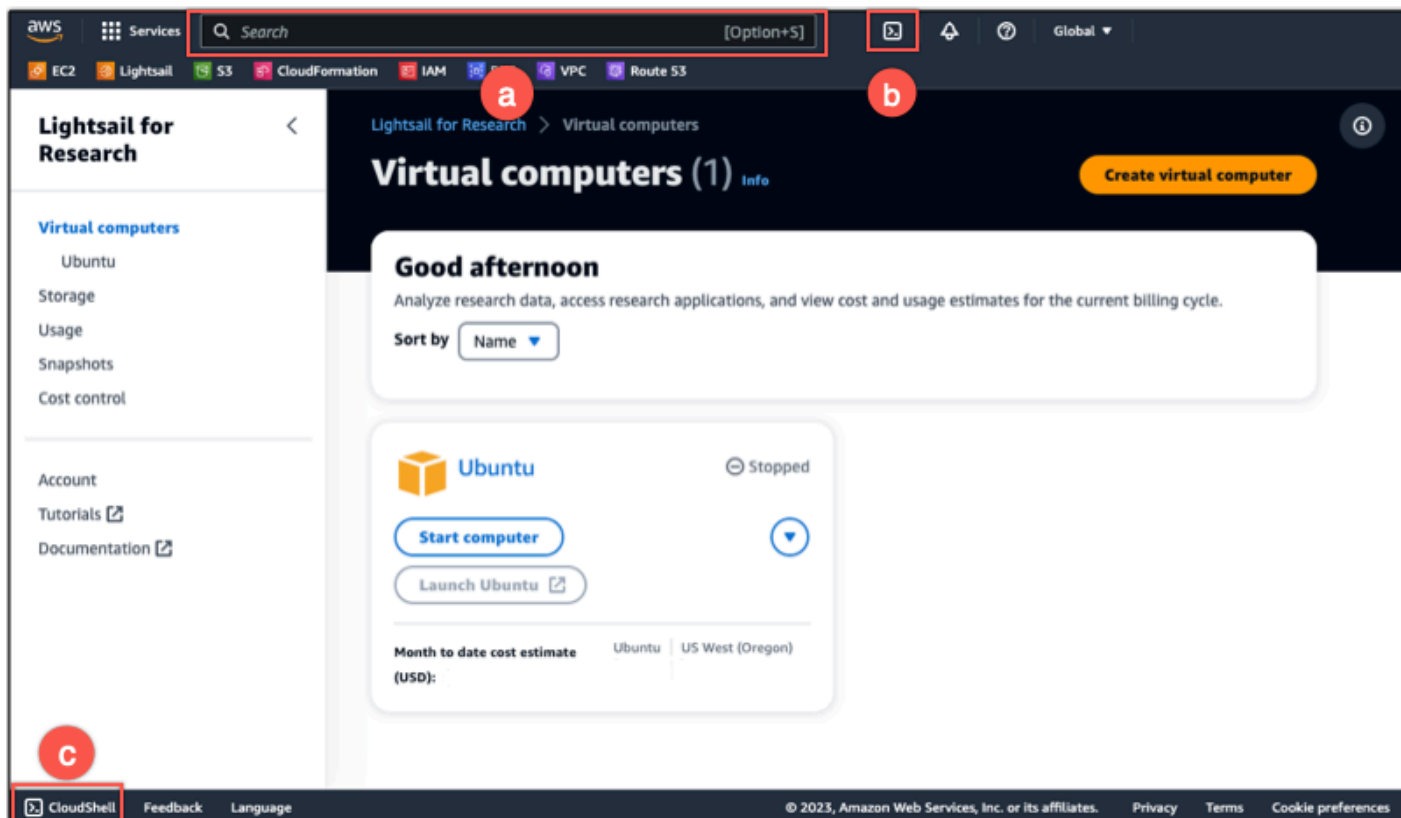 aws Services Search [Option+S] Global
EC2 Lightsail S3 CloudFormation IAM VPC Route 53
a
b
Lightsail for
Research
Lightsail for Research > Virtual computers
Virtual computers (1) Info
Create virtual computer
Virtual computers
Ubuntu
Storage
Usage
Snapshots
Cost control
Account
Tutorials
Documentation
Good afternoon
Analyze research data, access research applications, and view cost and usage estimates for the current billing cycle.
Sort by Name
Ubuntu Stopped
Start computer
Launch Ubuntu
Month to date cost estimate
(USD):
Ubuntu US West (Oregon)
c
CloudShell Feedback Language © 2023, Amazon Web Services, Inc. or its affiliates. Privacy Terms Cookie preferences